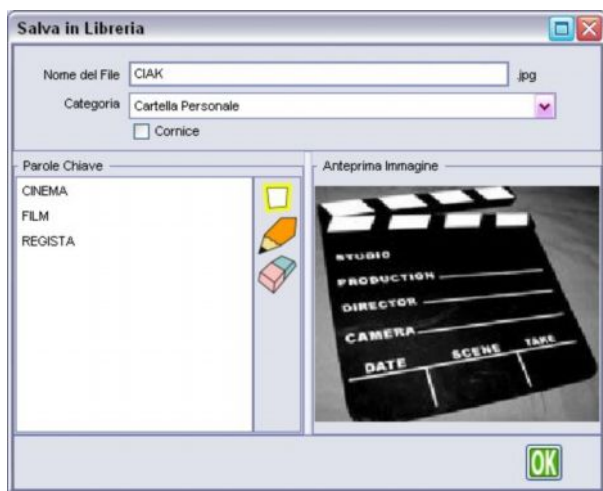 Salva in Libreria
Nome del File CIAK .jpg
Categoria Cartella Personale
Cornice
Parole Chiave
CINEMA
FILM
REGISTA
Anteprima Immagine
STUDIO
PRODUCTION
DIRECTOR
CAMERA
DATE SCENE TAKE
OK